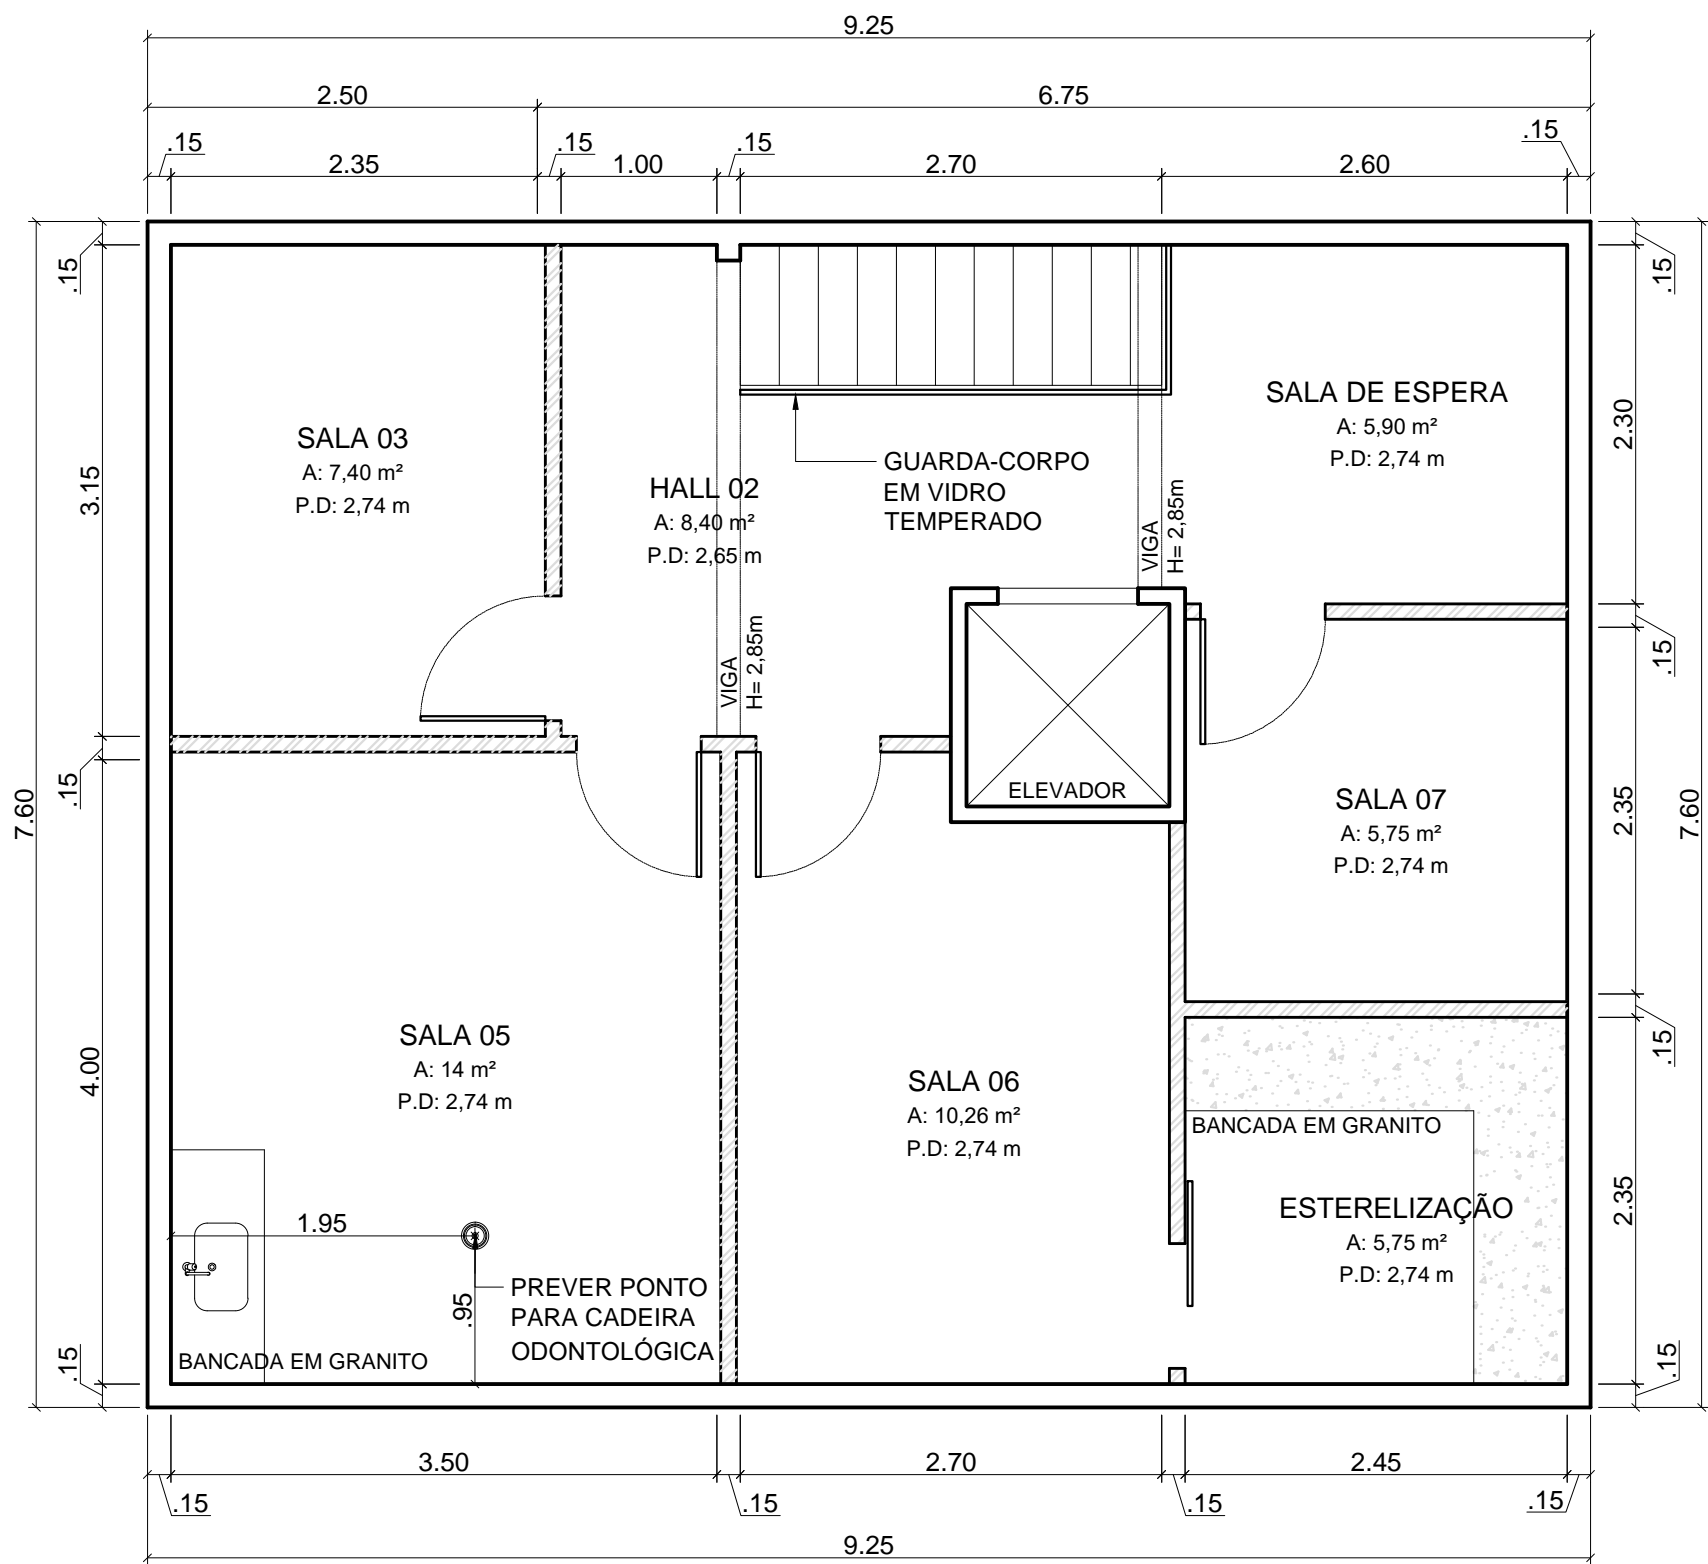 9.25
2.50
6.75
.15
.15
.15
.15
2.35
1.00
2.70
2.60
.15
.15
SALA DE ESPERA
A: 5,90 m²
P.D: 2,74 m
2.30
SALA 03
A: 7,40 m²
P.D: 2,74 m
3.15
HALL 02
A: 8,40 m²
P.D: 2,65 m
GUARDA-CORPO
EM VIDRO
TEMPERADO
VIGA
H= 2,85m
VIGA
H= 2,85m
.15
.15
7.60
7.60
ELEVADOR
SALA 07
A: 5,75 m²
P.D: 2,74 m
2.35
SALA 05
A: 14 m²
P.D: 2,74 m
4.00
SALA 06
A: 10,26 m²
P.D: 2,74 m
.15
BANCADA EM GRANITO
ESTERELIZAÇÃO
A: 5,75 m²
P.D: 2,74 m
2.35
1.95
.95
PREVER PONTO
PARA CADEIRA
ODONTOLÓGICA
BANCADA EM GRANITO
.15
.15
3.50
2.70
2.45
.15
.15
.15
.15
9.25